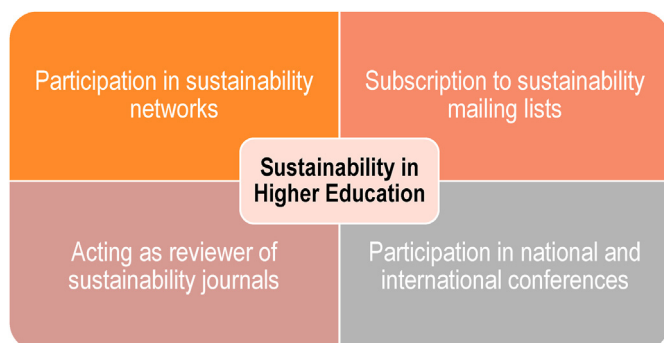 Participation in sustainability
networks
Subscription to sustainability
mailing lists
Sustainability in
Higher Education
Acting as reviewer of
sustainability journals
Participation in national and
international conferences